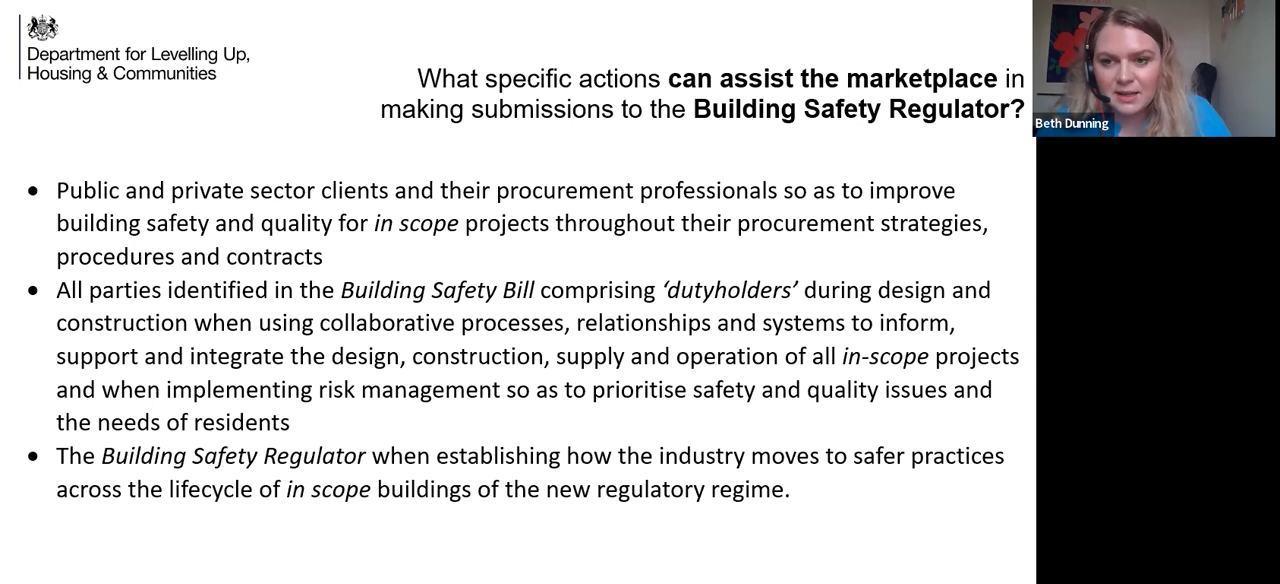 Department for Levelling Up,
Housing & Communities
What specific actions can assist the marketplace in
making submissions to the Building Safety Regulator?
Beth Dunning
• Public and private sector clients and their procurement professionals so as to improve
building safety and quality for in scope projects throughout their procurement strategies,
procedures and contracts
• All parties identified in the Building Safety Bill comprising ‘dutyholders’ during design and
construction when using collaborative processes, relationships and systems to inform,
support and integrate the design, construction, supply and operation of all in-scope projects
and when implementing risk management so as to prioritise safety and quality issues and
the needs of residents
• The Building Safety Regulator when establishing how the industry moves to safer practices
across the lifecycle of in scope buildings of the new regulatory regime.